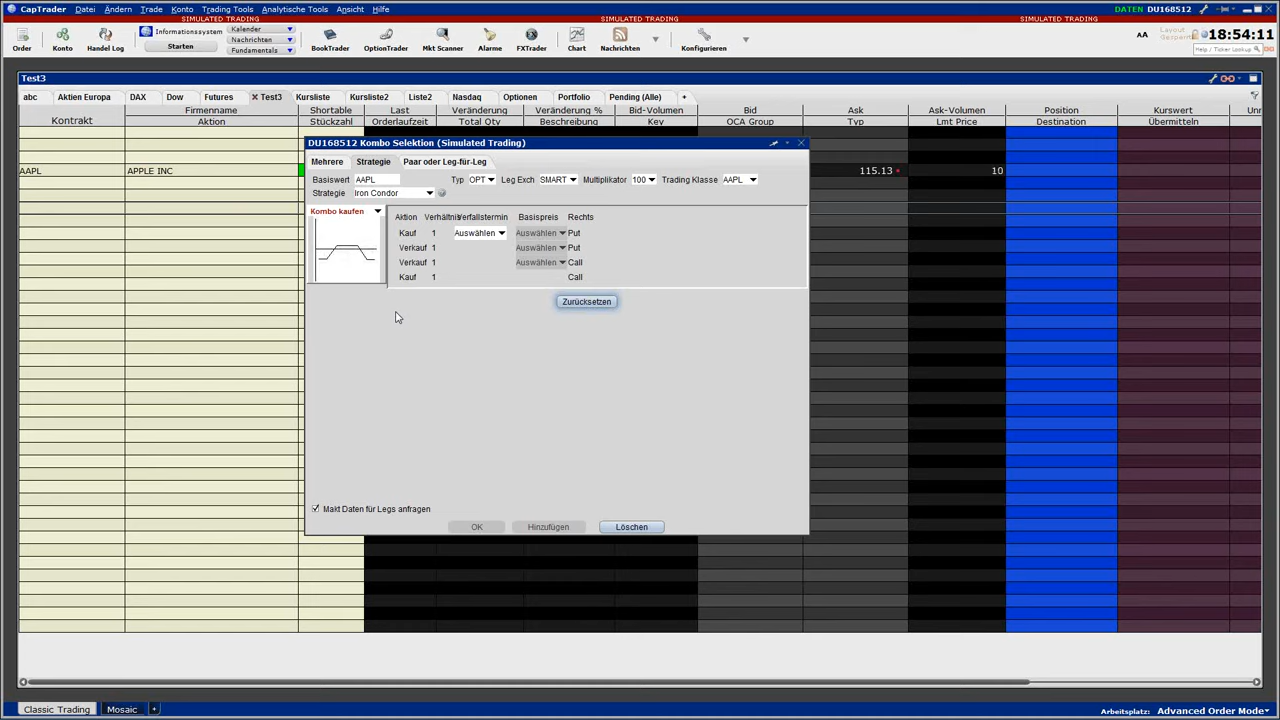 CapTrader Datei Ändern Trade Konto Trading Tools Analytische Tools Ansicht Hilfe DATEN DU168512
SIMULATED TRADING SIMULATED TRADING SIMULATED TRADING
Order Konto Handel Log
Informationssystem
Starten
Kalender
Nachrichten
Fundamentals
BookTrader OptionTrader Mkt Scanner Alarme FXTrader Chart Nachrichten Konfigurieren
AA Layout Gesperrt 18:54:11
Help / Ticker Lookup
Test3
abc Aktien Europa DAX Dow Futures Test3 Kursliste Kursliste2 Liste2 Nasdaq Optionen Portfolio Pending (Alle) +
Kontrakt Firmenname Shortable Last Veränderung Veränderung % Bid-Volumen Bid Ask Ask-Volumen Position Kurswert
Aktion Stückzahl Orderlaufzeit Total Qty Beschreibung Key OCA Group Typ Lmt Price Destination Übermitteln
AAPL APPLE INC 115.13 10
DU168512 Kombo Selektion (Simulated Trading)
Mehrere Strategie Paar oder Leg-für-Leg
Basiswert AAPL Typ OPT Leg Exch SMART Multiplikator 100 Trading Klasse AAPL
Strategie Iron Condor
Kombo kaufen
Aktion Verhältnis Verfallstermin Basispreis Rechts
Kauf 1 Auswählen Auswählen Put
Verkauf 1 Auswählen Put
Verkauf 1 Auswählen Call
Kauf 1 Call
Zurücksetzen
Makt Daten für Legs anfragen
OK Hinzufügen Löschen
Classic Trading Mosaic + Arbeitsplatz: Advanced Order Mode